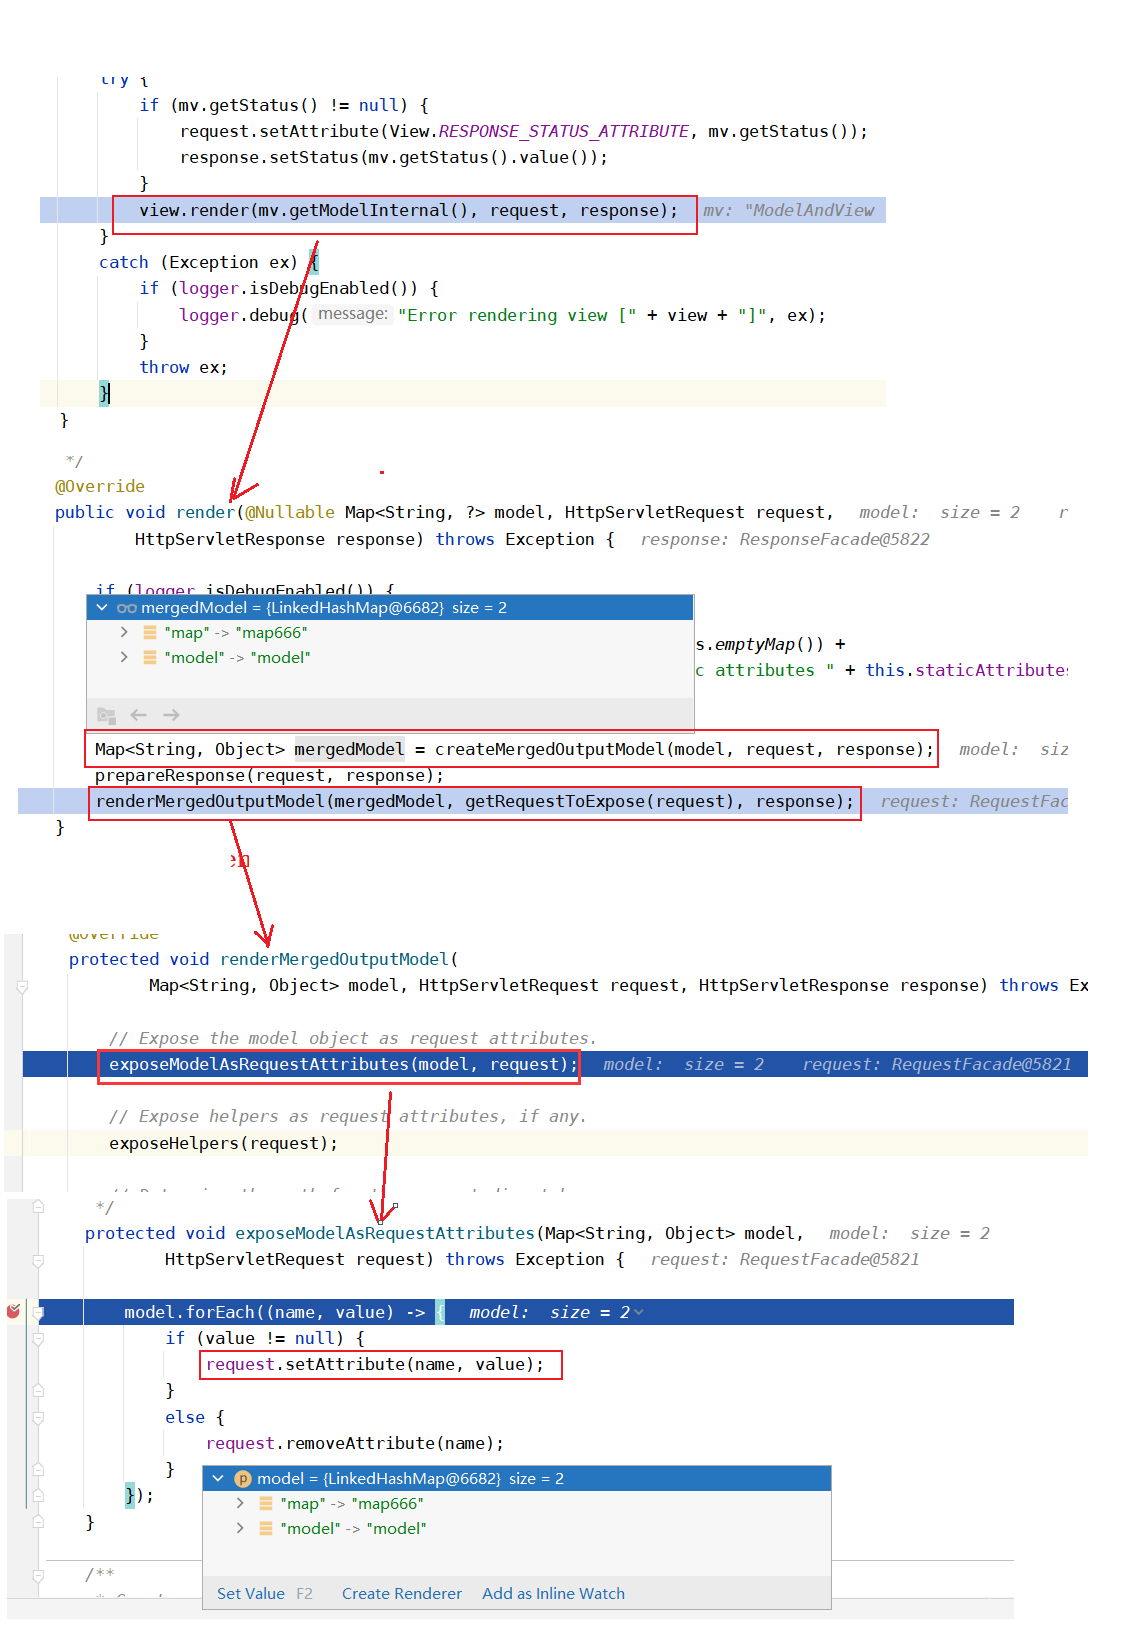 try {
if (mv.getStatus() != null) {
request.setAttribute(View.RESPONSE_STATUS_ATTRIBUTE, mv.getStatus());
response.setStatus(mv.getStatus().value());
}
view.render(mv.getModelInternal(), request, response); mv: "ModelAndView
}
catch (Exception ex) {
if (logger.isDebugEnabled()) {
logger.debug( message: "Error rendering view [" + view + "]", ex);
}
throw ex;
}
}
*/
@Override
public void render(@Nullable Map<String, ?> model, HttpServletRequest request, model: size = 2 r
HttpServletResponse response) throws Exception { response: ResponseFacade@5822
if (logger.isDebugEnabled()) {
mergedModel = {LinkedHashMap@6682} size = 2
"map" -> "map666"
"model" -> "model"
s.emptyMap()) +
c attributes " + this.staticAttributes
Map<String, Object> mergedModel = createMergedOutputModel(model, request, response); model: siz
prepareResponse(request, response);
renderMergedOutputModel(mergedModel, getRequestToExpose(request), response); request: RequestFac
}
en
@Override
protected void renderMergedOutputModel(
Map<String, Object> model, HttpServletRequest request, HttpServletResponse response) throws Ex
// Expose the model object as request attributes.
exposeModelAsRequestAttributes(model, request); model: size = 2 request: RequestFacade@5821
// Expose helpers as request attributes, if any.
exposeHelpers(request);
*/
protected void exposeModelAsRequestAttributes(Map<String, Object> model, model: size = 2
HttpServletRequest request) throws Exception { request: RequestFacade@5821
model.forEach((name, value) -> { model: size = 2
if (value != null) {
request.setAttribute(name, value);
}
else {
request.removeAttribute(name);
}
});
}
model = {LinkedHashMap@6682} size = 2
"map" -> "map666"
"model" -> "model"
/**
Set Value F2 Create Renderer Add as Inline Watch